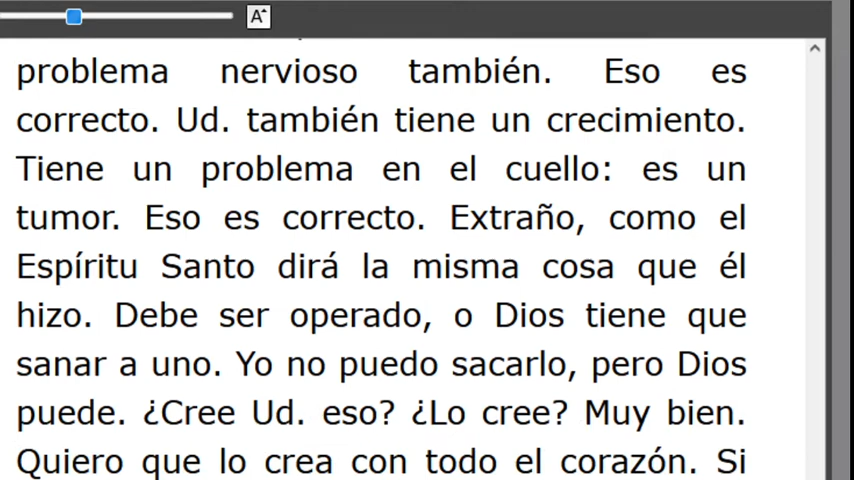 A
problema nervioso también. Eso es
correcto. Ud. también tiene un crecimiento.
Tiene un problema en el cuello: es un
tumor. Eso es correcto. Extraño, como el
Espíritu Santo dirá la misma cosa que él
hizo. Debe ser operado, o Dios tiene que
sanar a uno. Yo no puedo sacarlo, pero Dios
puede. ¿Cree Ud. eso? ¿Lo cree? Muy bien.
Quiero que lo crea con todo el corazón. Si